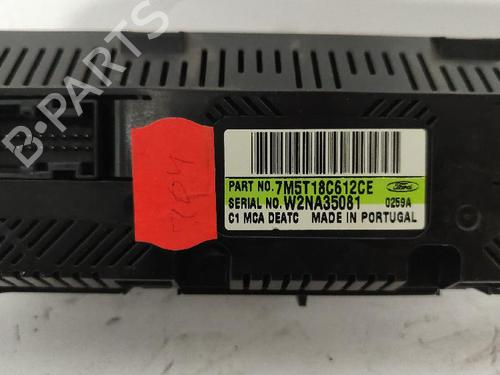 B-PARTS
PART NO. 7M5T18C612CE Ford
SERIAL NO. W2NA35081 0259A
C1 MCA DEATC MADE IN PORTUGAL